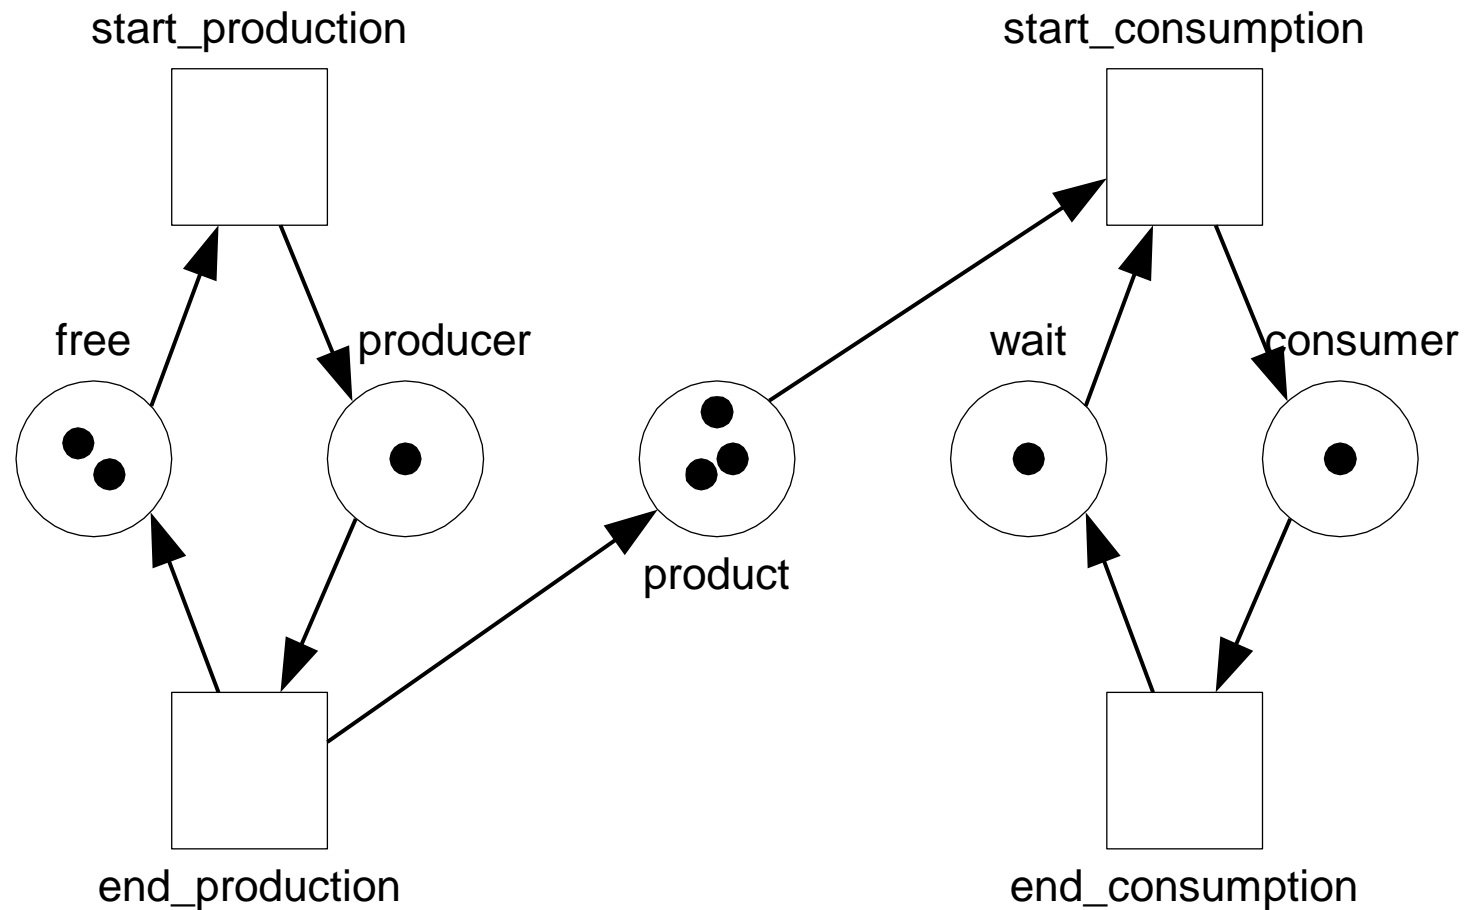 start_production
start_consumption
free
producer
wait
consumer
product
end_production
end_consumption